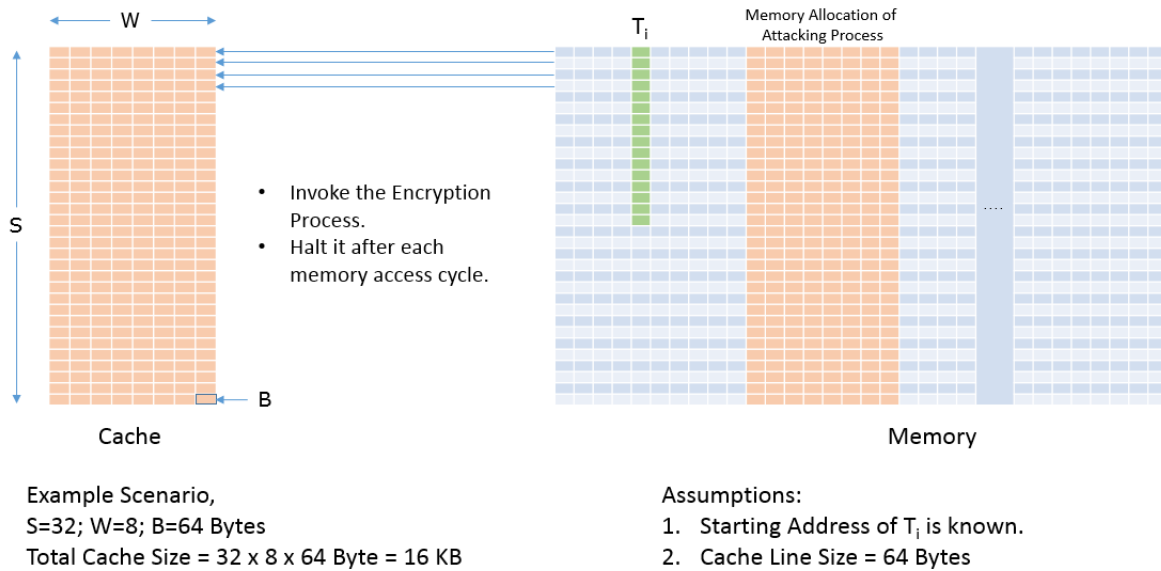 W
T_i
Memory Allocation of
Attacking Process
S
• Invoke the Encryption
Process.
• Halt it after each
memory access cycle.
....
B
Cache
Memory
Example Scenario,
S=32; W=8; B=64 Bytes
Total Cache Size = 32 x 8 x 64 Byte = 16 KB
Assumptions:
1. Starting Address of T_i is known.
2. Cache Line Size = 64 Bytes